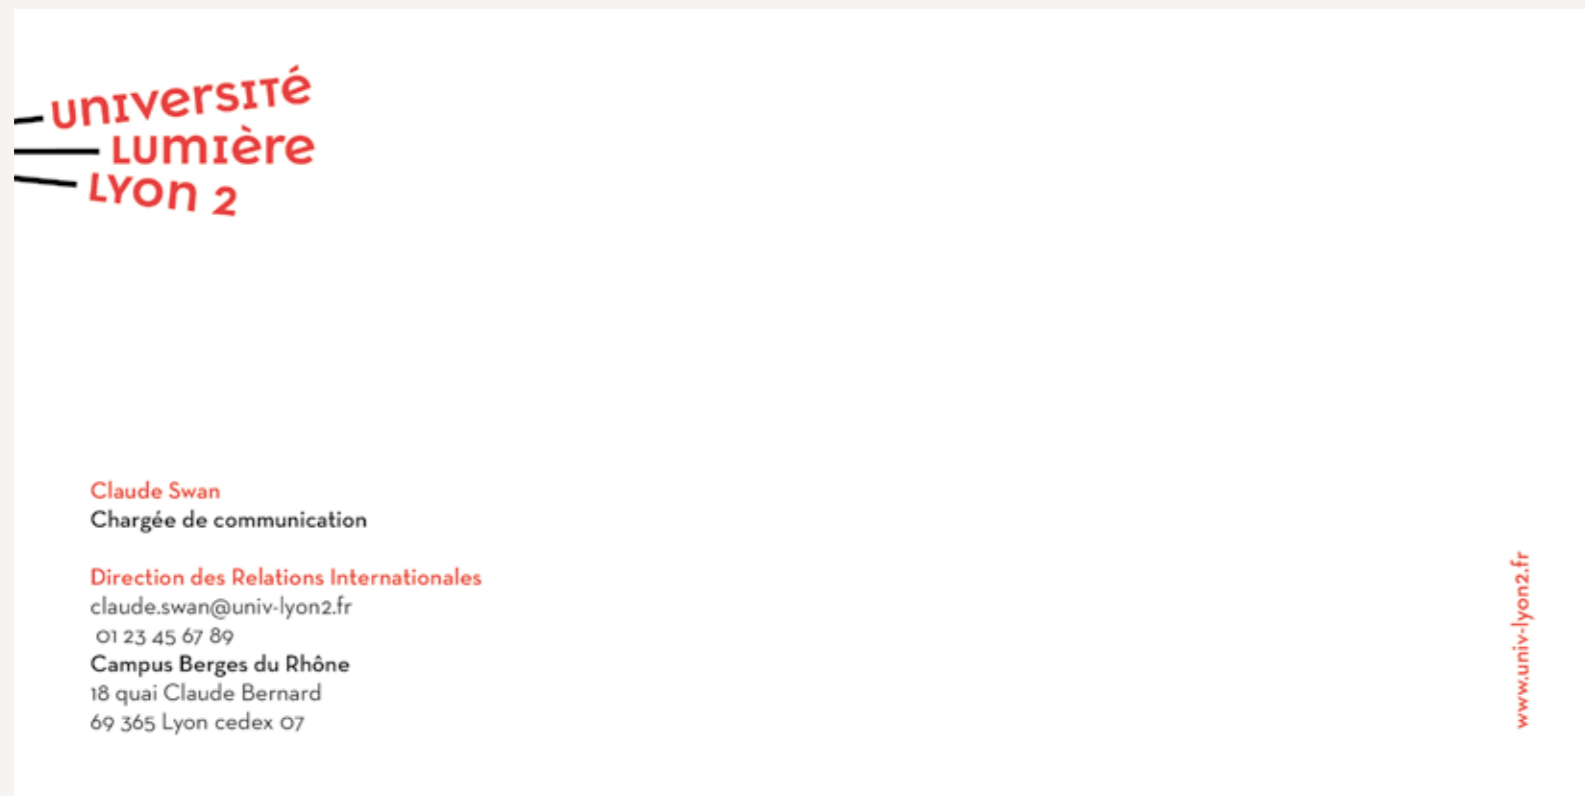 université
Lumière
Lyon 2
Claude Swan
Chargée de communication
Direction des Relations Internationales
claude.swan@univ-lyon2.fr
01 23 45 67 89
Campus Berges du Rhône
18 quai Claude Bernard
69 365 Lyon cedex 07
www.univ-lyon2.fr